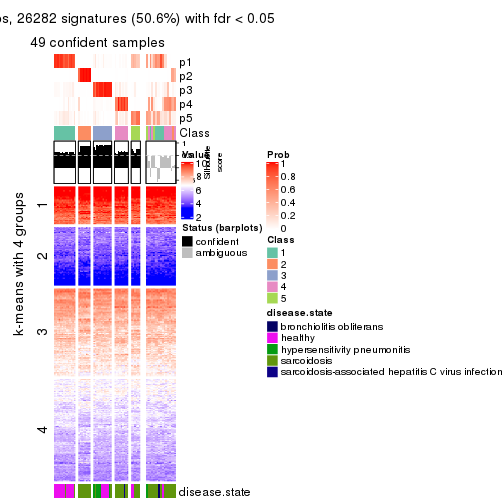 s, 26282 signatures (50.6%) with fdr < 0.05
49 confident samples
p1
p2
p3
p4
p5
Class
1
Silhouette
score
k-means with 4 groups
1
2
3
4
disease.state
Value
10
8
6
4
2
Status (barplots)
confident
ambiguous
Prob
1
0.8
0.6
0.4
0.2
0
Class
1
2
3
4
5
disease.state
bronchiolitis obliterans
healthy
hypersensitivity pneumonitis
sarcoidosis
sarcoidosis-associated hepatitis C virus infection